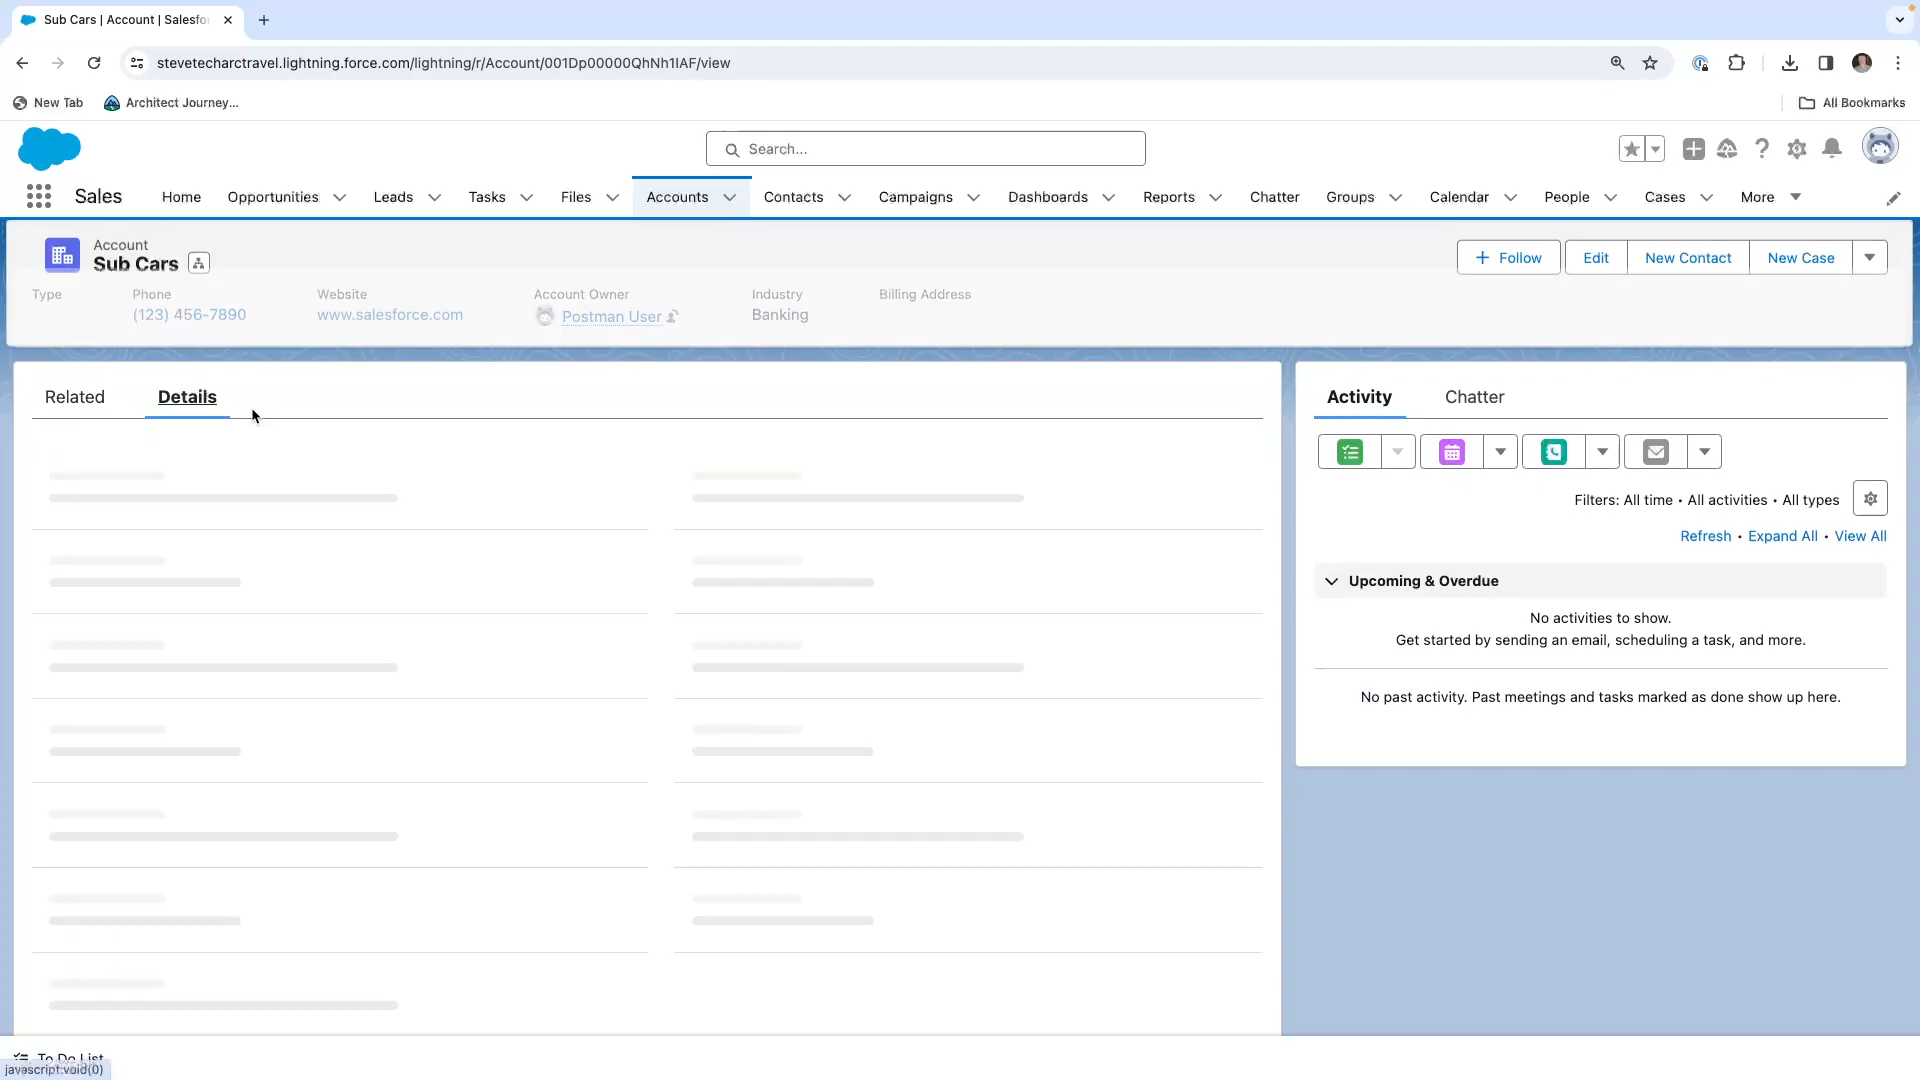 Sub Cars | Account | Salesfo
stevetecharctravel.lightning.force.com/lightning/r/Account/001Dp00000QhNh1IAF/view
New Tab
Architect Journey...
All Bookmarks
Search...
Sales
Home
Opportunities
Leads
Tasks
Files
Accounts
Contacts
Campaigns
Dashboards
Reports
Chatter
Groups
Calendar
People
Cases
More
Account
Sub Cars
Follow
Edit
New Contact
New Case
Type
Phone
Website
Account Owner
Industry
Billing Address
(123) 456-7890
www.salesforce.com
Postman User
Banking
Related
Details
Activity
Chatter
Filters: All time • All activities • All types
Refresh • Expand All • View All
Upcoming & Overdue
No activities to show.
Get started by sending an email, scheduling a task, and more.
No past activity. Past meetings and tasks marked as done show up here.
To Do List
javascript:void(0)